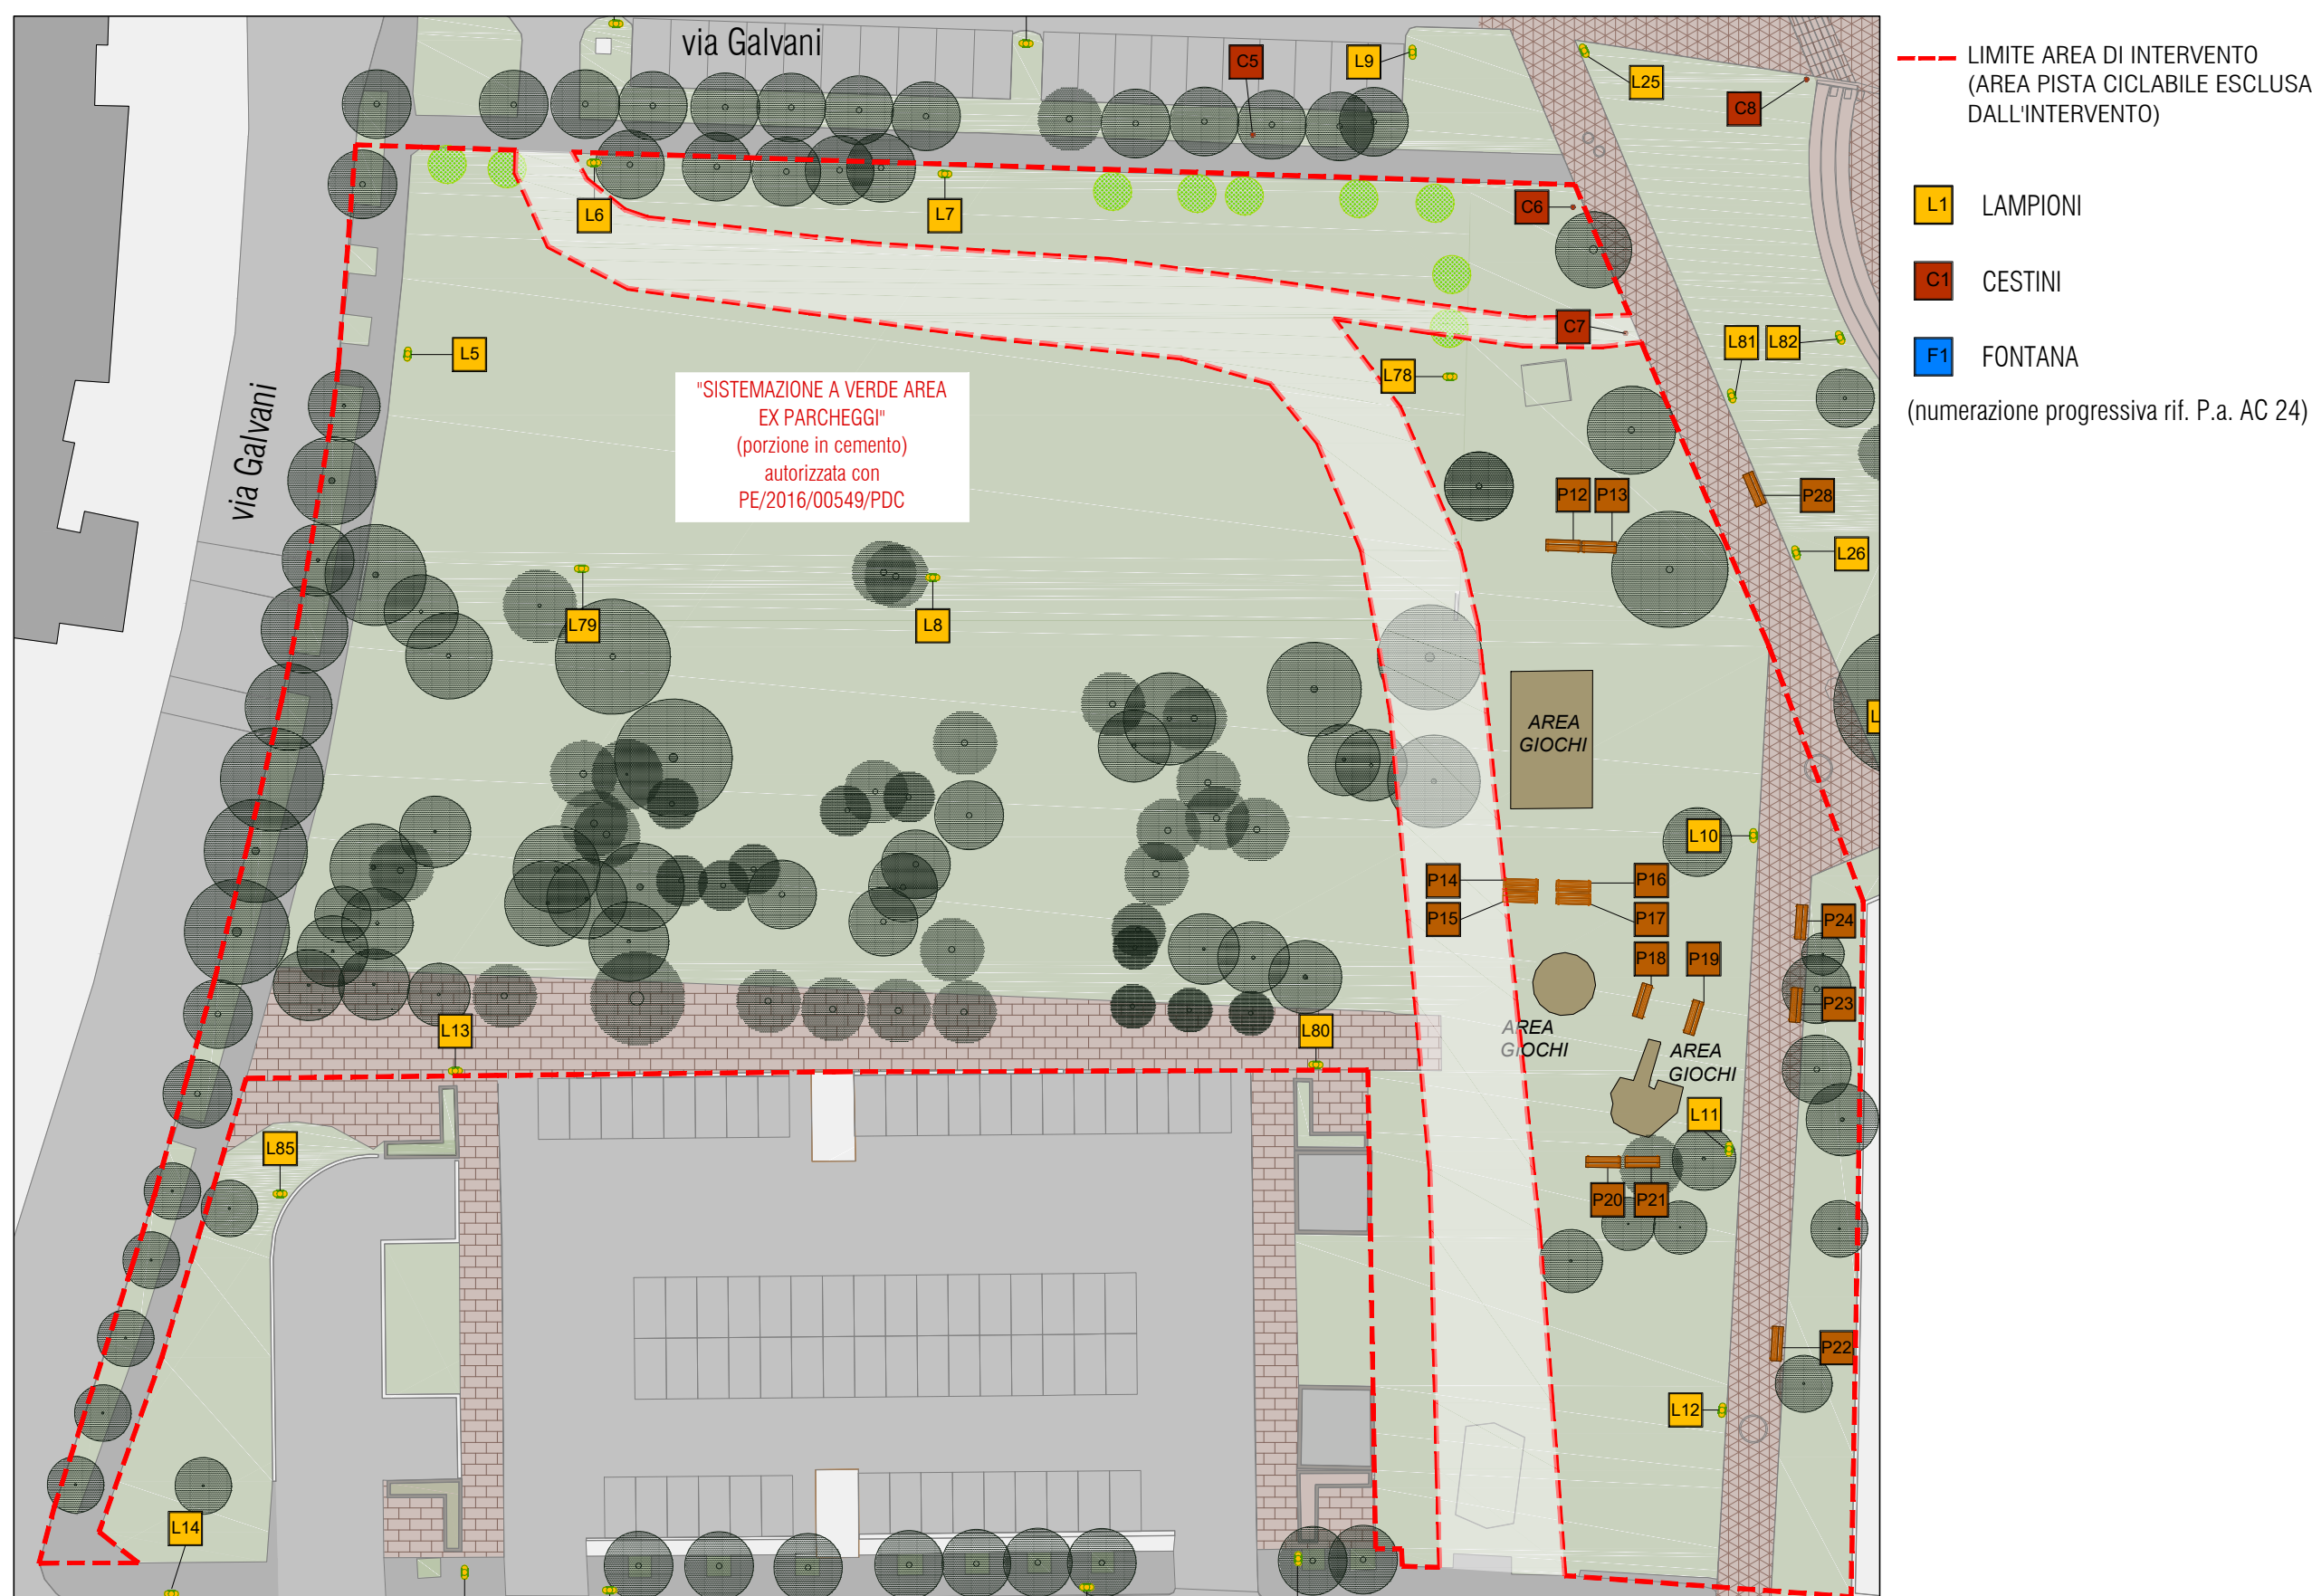 via Galvani
C5
L9
L25
C8
LIMITE AREA DI INTERVENTO
(AREA PISTA CICLABILE ESCLUSA
DALL'INTERVENTO)
L1 LAMPIONI
C1 CESTINI
F1 FONTANA
(numerazione progressiva rif. P.a. AC 24)
L6
L7
C6
C7
L81
L82
L5
L78
via Galvani
"SISTEMAZIONE A VERDE AREA
EX PARCHEGGI"
(porzione in cemento)
autorizzata con
PE/2016/00549/PDC
P12
P13
P28
L26
L79
L8
AREA
GIOCHI
L10
P14
P16
P15
P17
P24
P18
P19
P23
L13
L80
AREA
GIOCHI
AREA
GIOCHI
L11
L85
P20
P21
P22
L12
L14